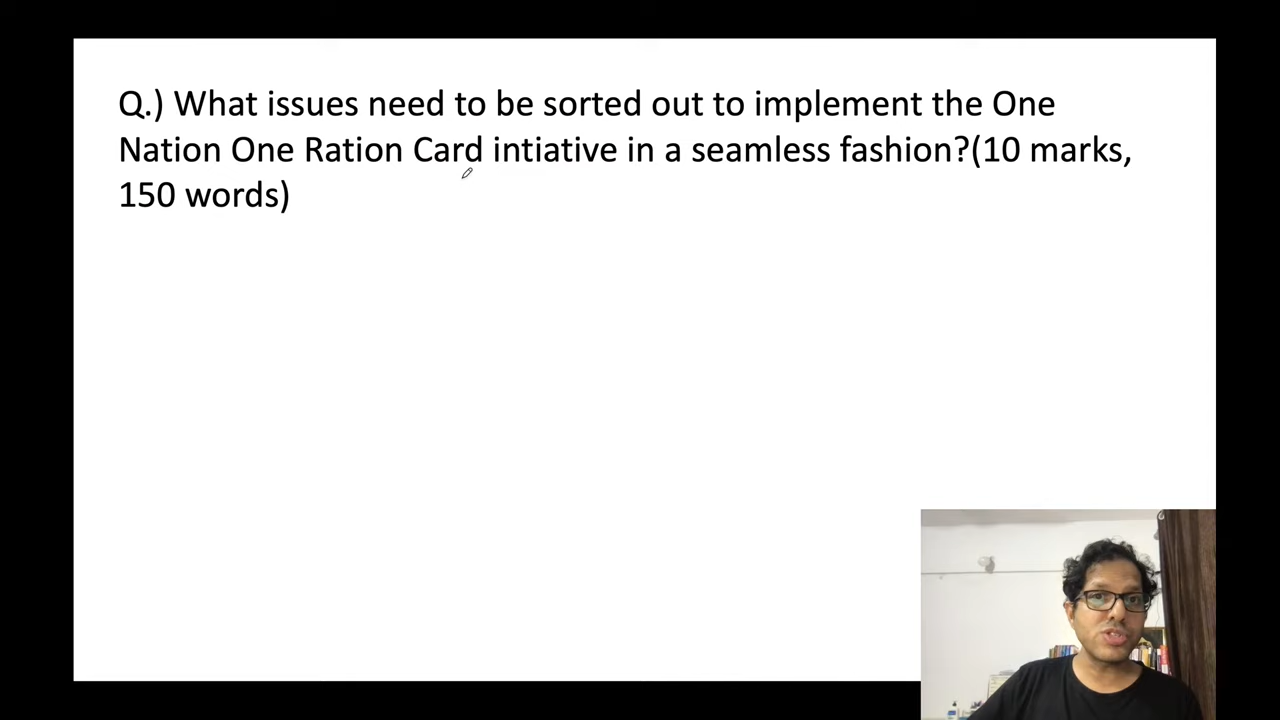 Q.) What issues need to be sorted out to implement the One
Nation One Ration Card intiative in a seamless fashion?(10 marks,
150 words)